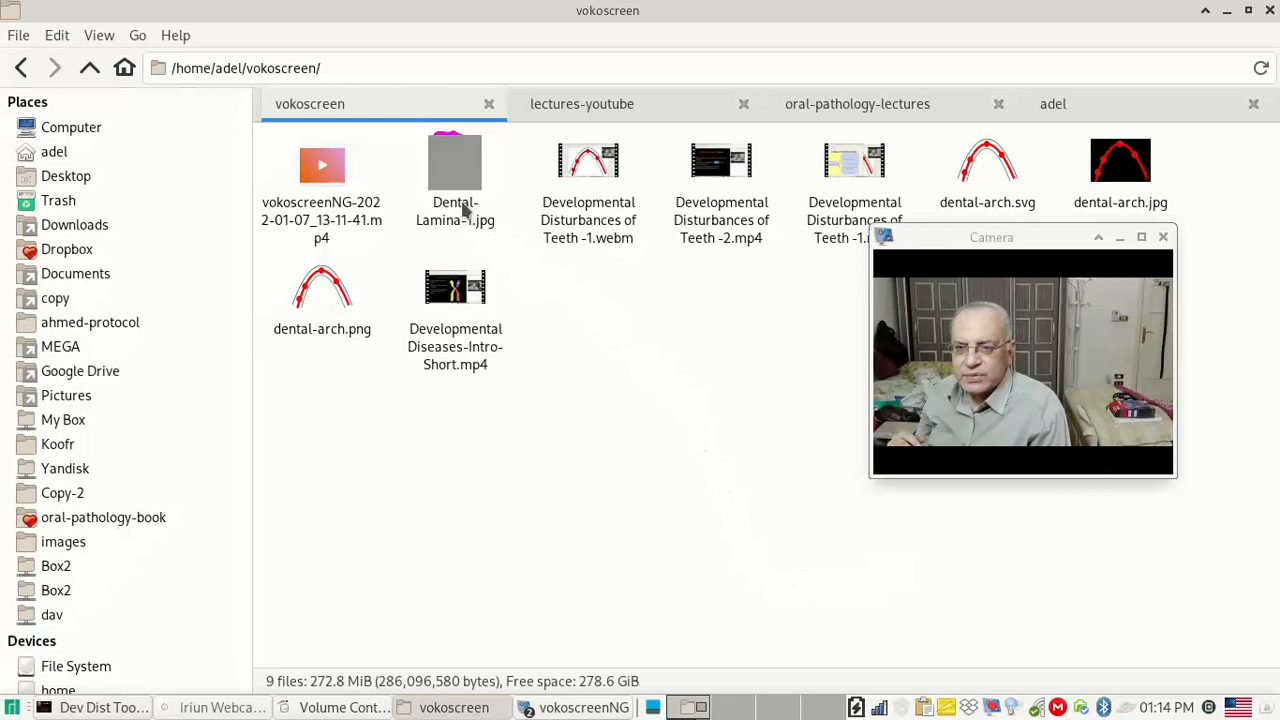 vokoscreen
File Edit View Go Help
/home/adel/vokoscreen/
Places
vokoscreen
lectures-youtube
oral-pathology-lectures
adel
Computer
adel
Desktop
Trash
Downloads
Dropbox
Documents
copy
ahmed-protocol
MEGA
Google Drive
Pictures
My Box
Koofr
Yandisk
Copy-2
oral-pathology-book
images
Box2
Box2
dav
Devices
File System
home
vokoscreenNG-202
2-01-07_13-11-41.m
p4
Dental-
Lamina-1.jpg
Developmental
Disturbances of
Teeth -1.webm
Developmental
Disturbances of
Teeth -2.mp4
Developmental
Disturbances of
Teeth -1.m
dental-arch.svg
dental-arch.jpg
Camera
dental-arch.png
Developmental
Diseases-Intro-
Short.mp4
9 files: 272.8 MiB (286,096,580 bytes), Free space: 278.6 GiB
Dev Dist Too...
Iriun Webca...
Volume Cont...
vokoscreen
2 vokoscreenNG
01:14 PM